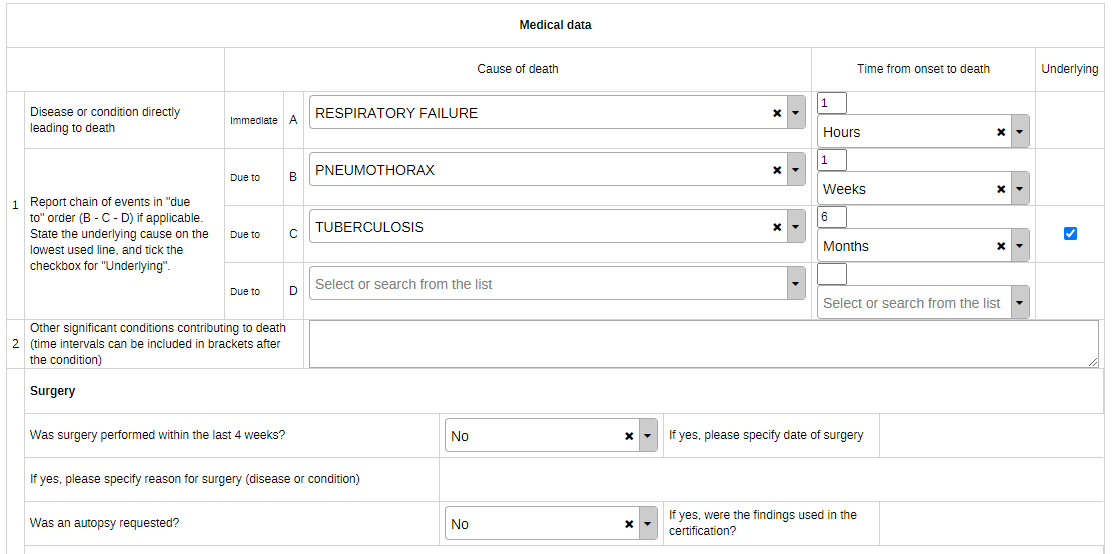 Medical data
Cause of death
Time from onset to death
Underlying
1
Disease or condition directly
leading to death
Immediate
A
RESPIRATORY FAILURE
1
Hours
Report chain of events in "due
to" order (B - C - D) if applicable.
State the underlying cause on the
lowest used line, and tick the
checkbox for "Underlying".
Due to
B
PNEUMOTHORAX
1
Weeks
Due to
C
TUBERCULOSIS
6
Months
Due to
D
Select or search from the list
Select or search from the list
2
Other significant conditions contributing to death
(time intervals can be included in brackets after
the condition)
Surgery
Was surgery performed within the last 4 weeks?
No
If yes, please specify date of surgery
If yes, please specify reason for surgery (disease or condition)
Was an autopsy requested?
No
If yes, were the findings used in the
certification?